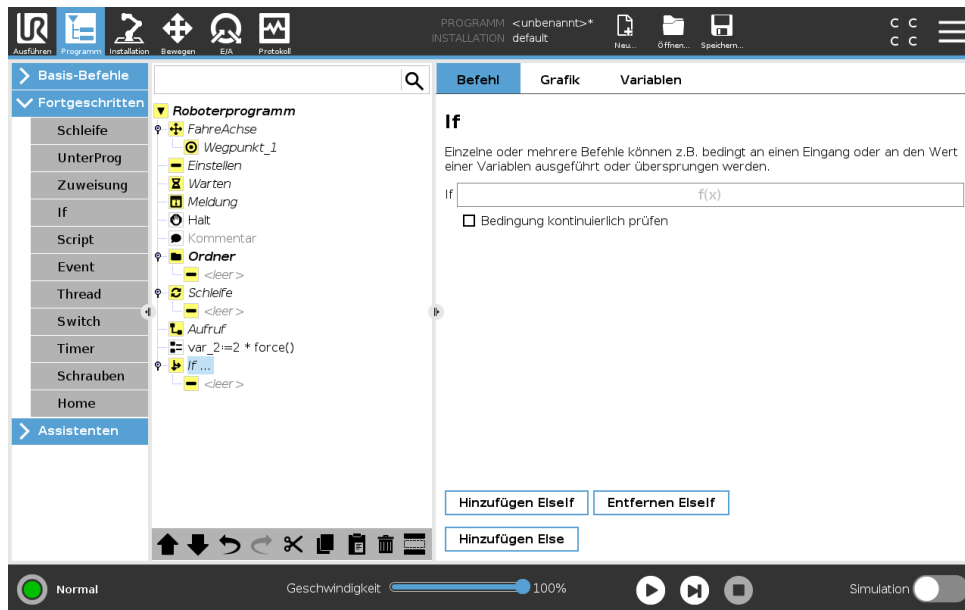 PROGRAMM <unbenannt>*
INSTALLATION default
Ausführen Programm Installation Bewegen E/A Protokoll Neu... öffnen... Speichern...
C C
C C
Basis-Befehle
Fortgeschritten
Schleife
UnterProg
Zuweisung
If
Script
Event
Thread
Switch
Timer
Schrauben
Home
Assistenten
Roboterprogramm
FahreAchse
Wegpunkt_1
Einstellen
Warten
Meldung
Halt
Kommentar
Ordner
<leer>
Schleife
<leer>
Aufruf
var_2≔2 * force()
If ...
<leer>
Befehl Grafik Variablen
If
Einzelne oder mehrere Befehle können z.B. bedingt an einen Eingang oder an den Wert
einer Variablen ausgeführt oder übersprungen werden.
If f(x)
Bedingung kontinuierlich prüfen
Hinzufügen ElseIf Entfernen ElseIf
Hinzufügen Else
Normal Geschwindigkeit 100% Simulation